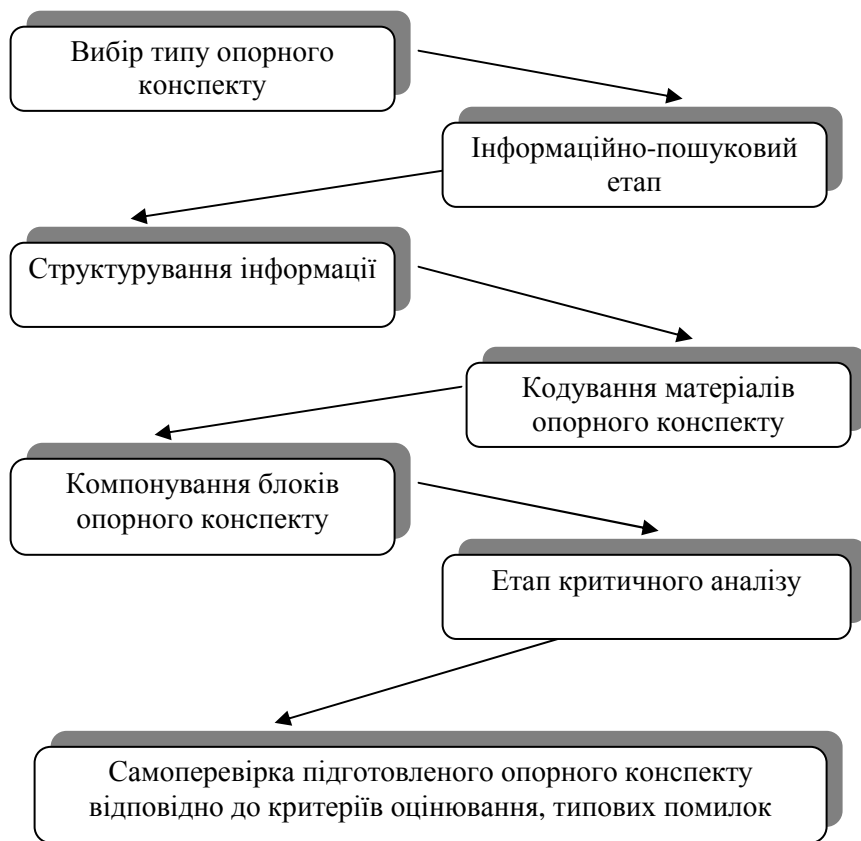 Вибір типу опорного
конспекту
Інформаційно-пошуковий
етап
Структурування інформації
Кодування матеріалів
опорного конспекту
Компонування блоків
опорного конспекту
Етап критичного аналізу
Самоперевірка підготовленого опорного конспекту
відповідно до критеріїв оцінювання, типових помилок